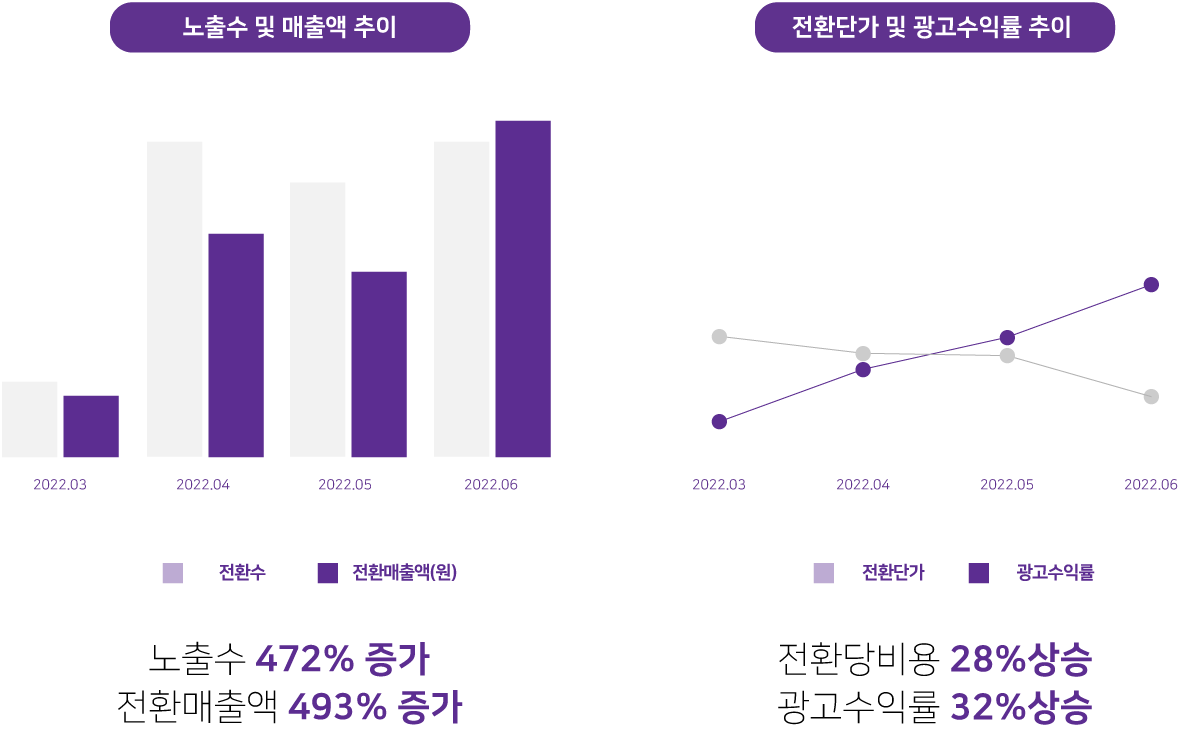 노출수 및 매출액 추이
2022.03 2022.04 2022.05 2022.06
전환수 전환매출액(원)
노출수 472% 증가
전환매출액 493% 증가
전환단가 및 광고수익률 추이
2022.03 2022.04 2022.05 2022.06
전환단가 광고수익률
전환당비용 28%상승
광고수익률 32%상승